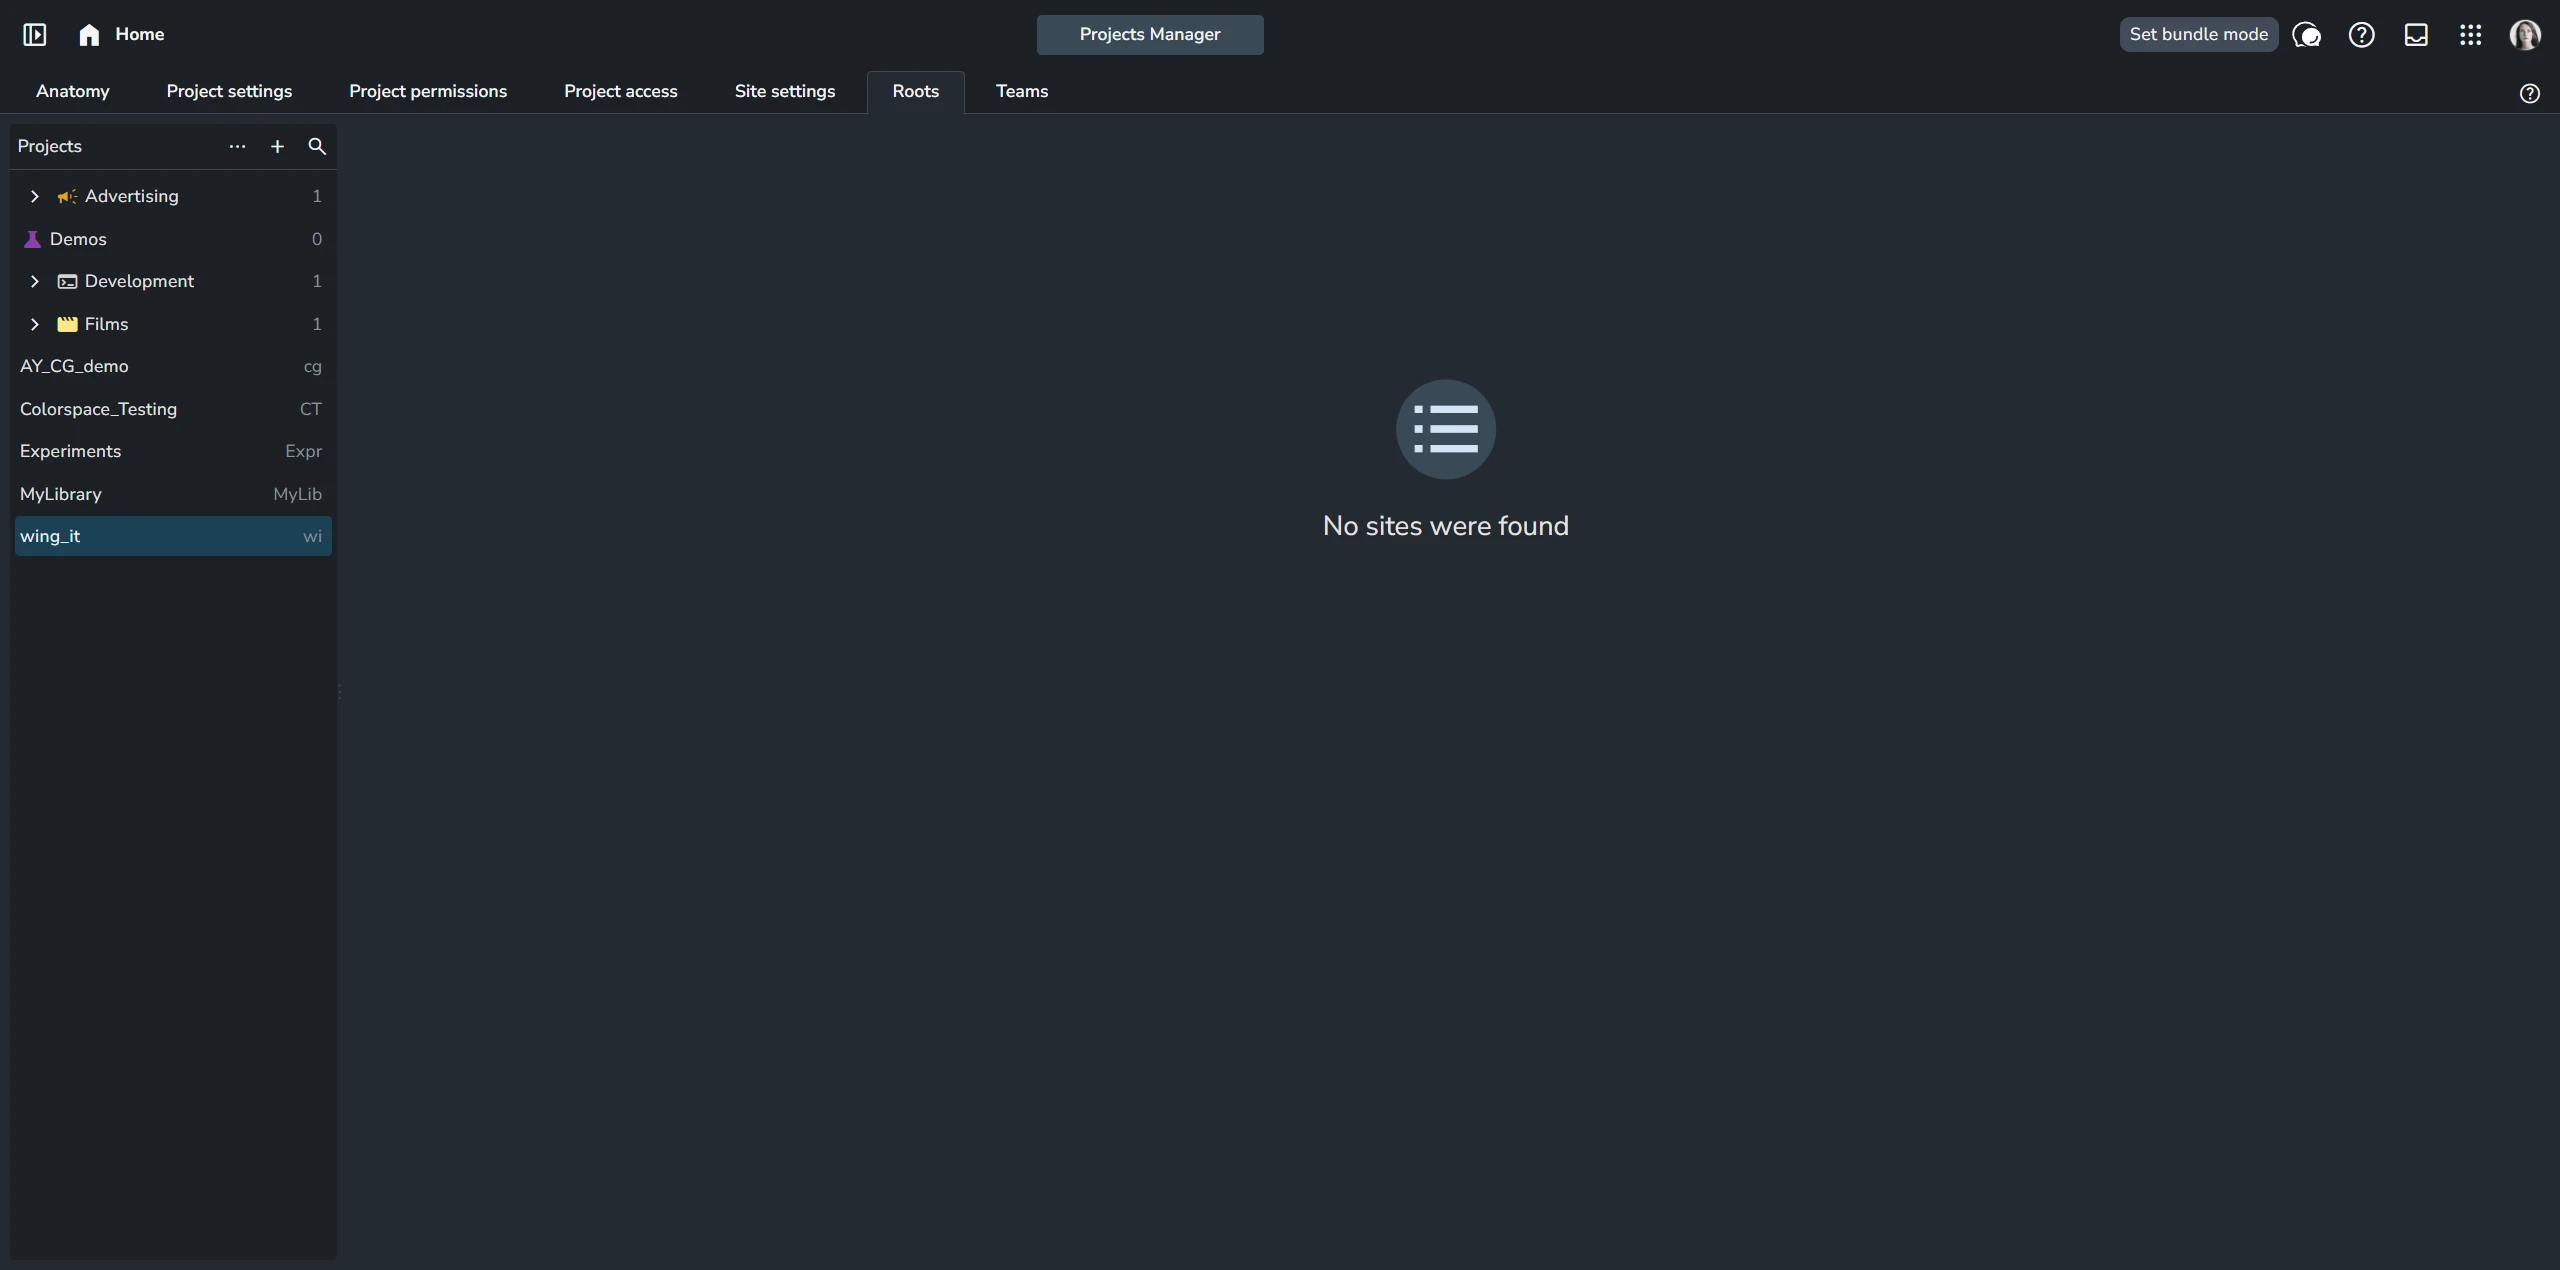 Home
Projects Manager
Set bundle mode
Anatomy
Project settings
Project permissions
Project access
Site settings
Roots
Teams
Projects
Advertising 1
Demos 0
Development 1
Films 1
AY_CG_demo cg
Colorspace_Testing CT
Experiments Expr
MyLibrary MyLib
wing_it wi
No sites were found